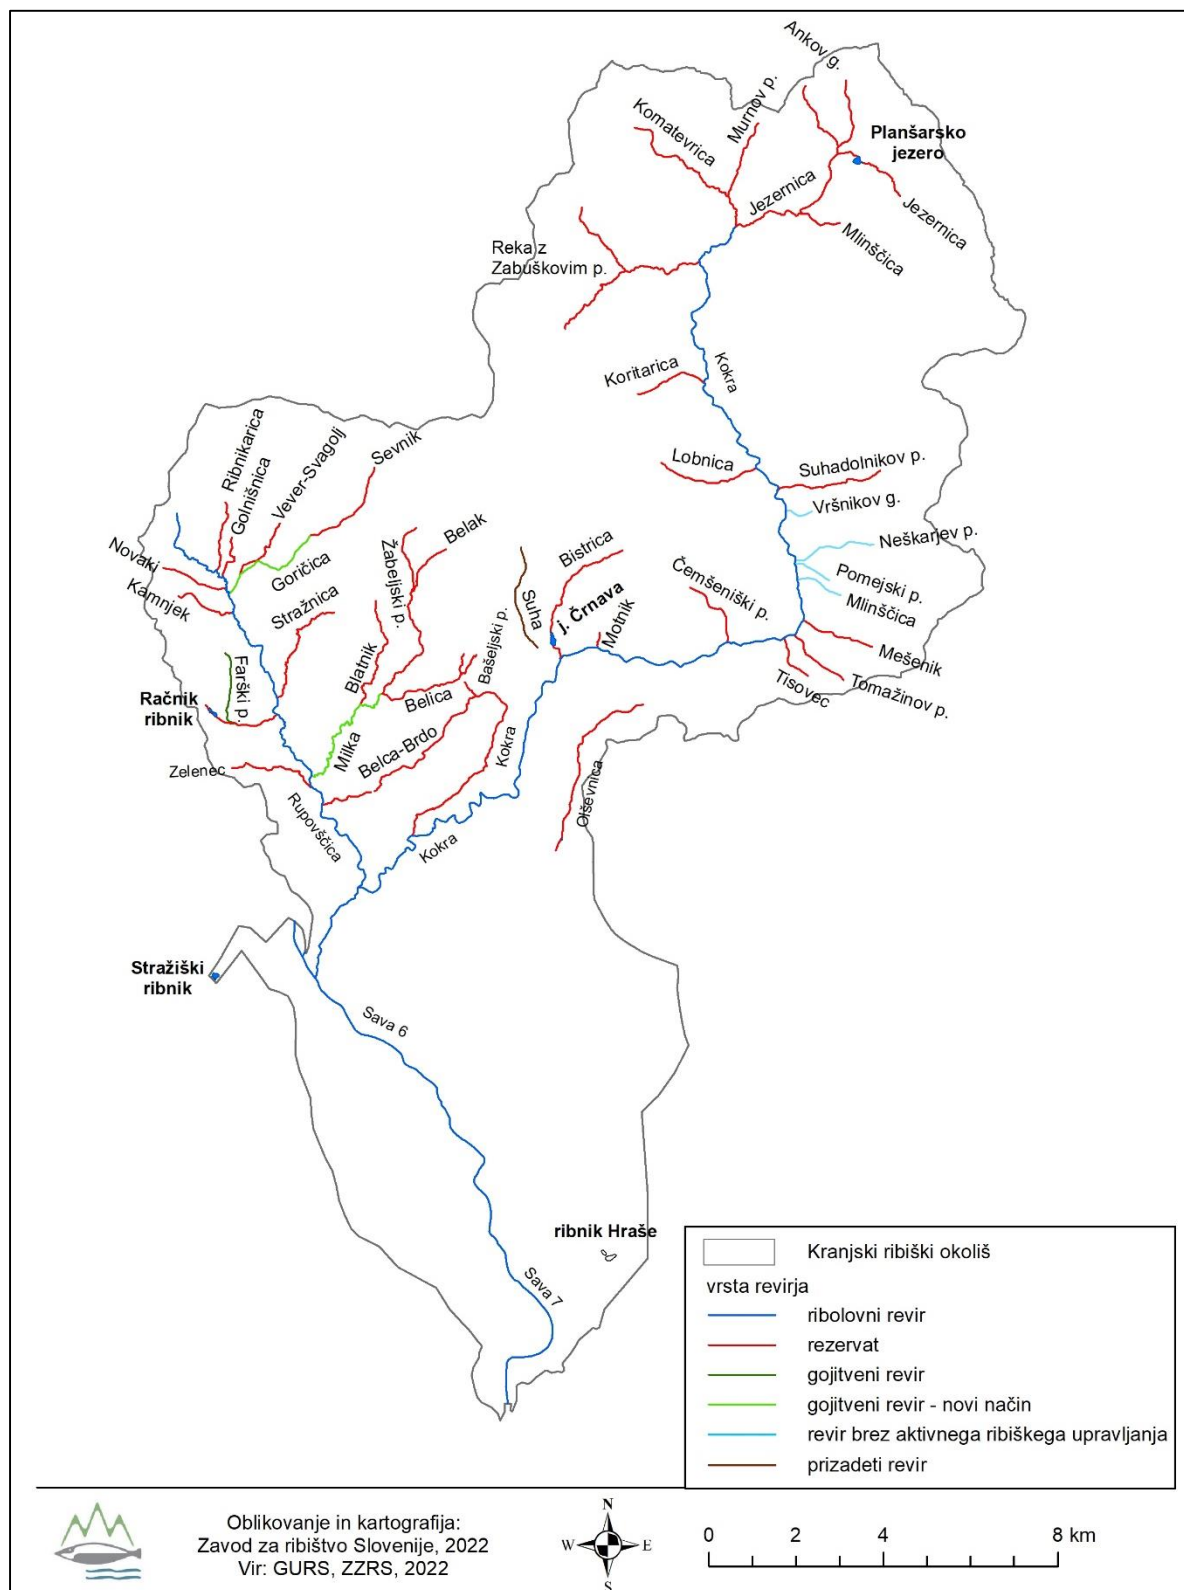 Ankov g.
Murnov p.
Komatevrica
Planšarsko
jezero
Jezernica
Jezernica
Mlinščica
Reka z
Zabuškovim p.
Kokra
Koritarica
Lobnica
Suhadolnikov p.
Vršnikov g.
Neškarjev p.
Pomejski p.
Mlinščica
Mešenik
Tomažinov p.
Tisovec
Čemšeniški p.
Motnik
j. Črnava
Bistrica
Suha
Ribnikarica
Golnišnica
Vever-Svagolj
Sevnik
Goričica
Novaki
Kamnjek
Stražnica
Žabeljski p.
Belak
Blatnik
Bašeljski p.
Belica
Farški p.
Račnik
ribnik
Milka
Belca-Brdo
Kokra
Zelenec
Rupovščica
Kokra
Olševnica
Stražiški
ribnik
Sava 6
ribnik Hraše
Sava 7
Kranjski ribiški okoliš
vrsta revirja
ribolovni revir
rezervat
gojitveni revir
gojitveni revir - novi način
revir brez aktivnega ribiškega upravljanja
prizadeti revir
Oblikovanje in kartografija:
Zavod za ribištvo Slovenije, 2022
Vir: GURS, ZZRS, 2022
N
W E
S
0 2 4 8 km